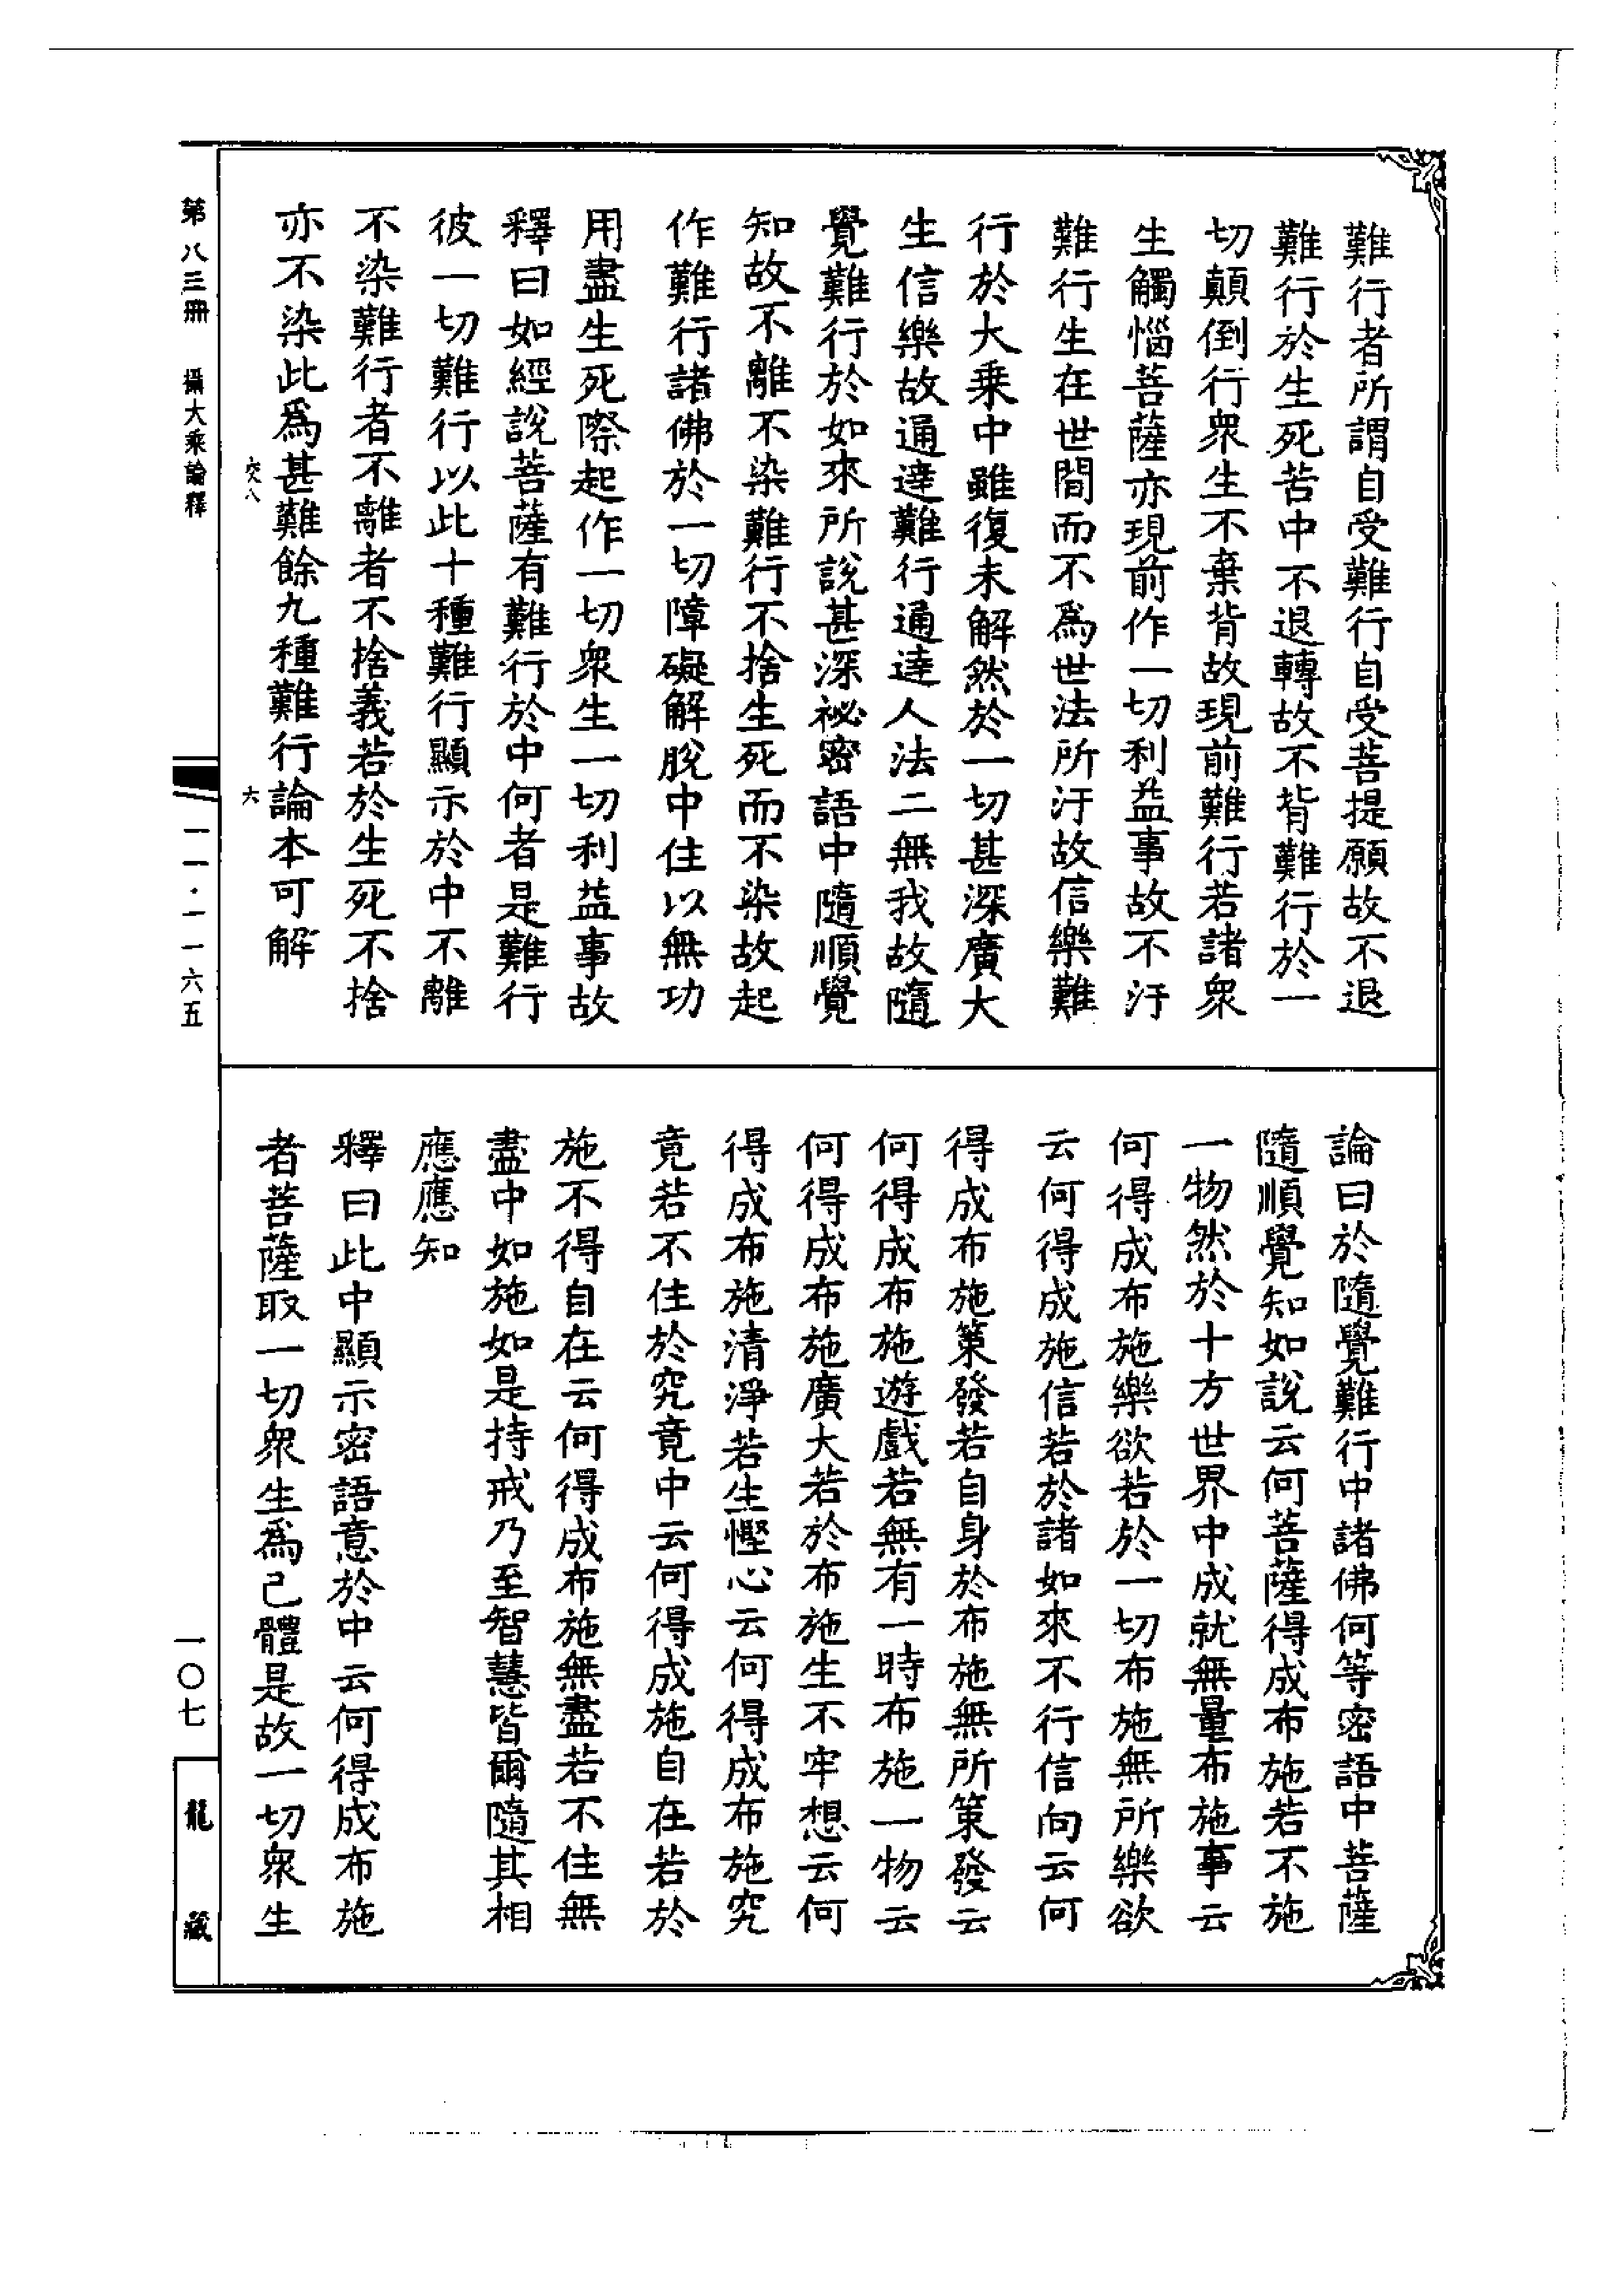 難行者所謂自受難行自受菩提願故不退
難行於生死苦中不退轉故不背難行於一
切顛倒行衆生不棄背故現前難行若諸衆
生觸惱菩薩亦現前作一切利益事故不汙
難行生在世間而不爲世法所汙故信樂難
行於大乗中雖復未解然於一切甚深廣大
生信樂故通達難行通達人法二無我故隨
覺難行於如來所說甚深祕密語中隨順覺
知故不離不染難行不捨生死而不染故起
作難行諸佛於一切障礙解脫中住以無功
用盡生死際起作一切衆生一切利益事故
釋曰如經說菩薩有難行於中何者是難行
彼一切難行以此十種難行顯示於中不離
不染難行者不離者不捨義若於生死不捨
亦不染此爲甚難餘九種難行論本可解
論曰於隨覺難行中諸佛何等密語中菩薩
隨順覺知如說云何菩薩得成布施若不施
一物然於十方世界中成就無量布施事云
何得成布施樂欲若於一切布施無所樂欲
云何得成施信若於諸如來不行信向云何
得成布施策發若自身於布施無所策發云
何得成布施遊戲若無有一時布施一物云
何得成布施廣大若於布施生不牢想云何
得成布施清淨若生慳心云何得成布施究
竟若不住於究竟中云何得成施自在若於
施不得自在云何得成布施無盡若不住無
盡中如施如是持戒乃至智慧皆爾隨其相
應應知
釋曰此中顯示密語意於中云何得成布施
者菩薩取一切衆生爲己體是故一切衆生
六
第八三冊　攝大乘論釋
一一·一一六五
一〇七
龍藏